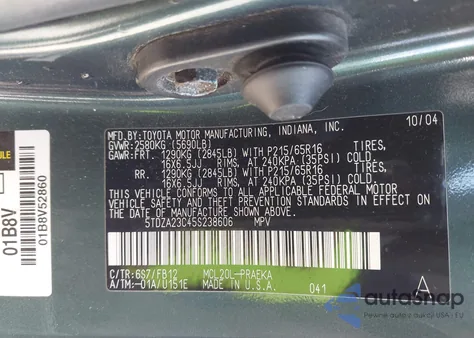 MFD.BY:TOYOTA MOTOR MANUFACTURING, INDIANA, INC. 10/04
GVWR:2580KG (5690LB)
GAWR:FRT. 1290KG (2845LB) WITH P215/65R16 TIRES,
16X6.5JJ RIMS, AT 240KPA (35PSI) COLD.
RR. 1290KG (2845LB) WITH P215/65R16 TIRES,
16X6.5JJ RIMS, AT 240KPA (35PSI) COLD.
THIS VEHICLE CONFORMS TO ALL APPLICABLE FEDERAL MOTOR
VEHICLE SAFETY AND THEFT PREVENTION STANDARDS IN EFFECT
ON THE DATE OF MANUFACTURE SHOWN ABOVE.
5TDZA23C45S238606 MPV
C/TR:6S7/FB12 MCL20L-PRAEKA
A/TM:-01A/U151E MADE IN U.S.A. 041 A
01B8V
01B8V52860
autosnap
Pewne auto z USA - EU